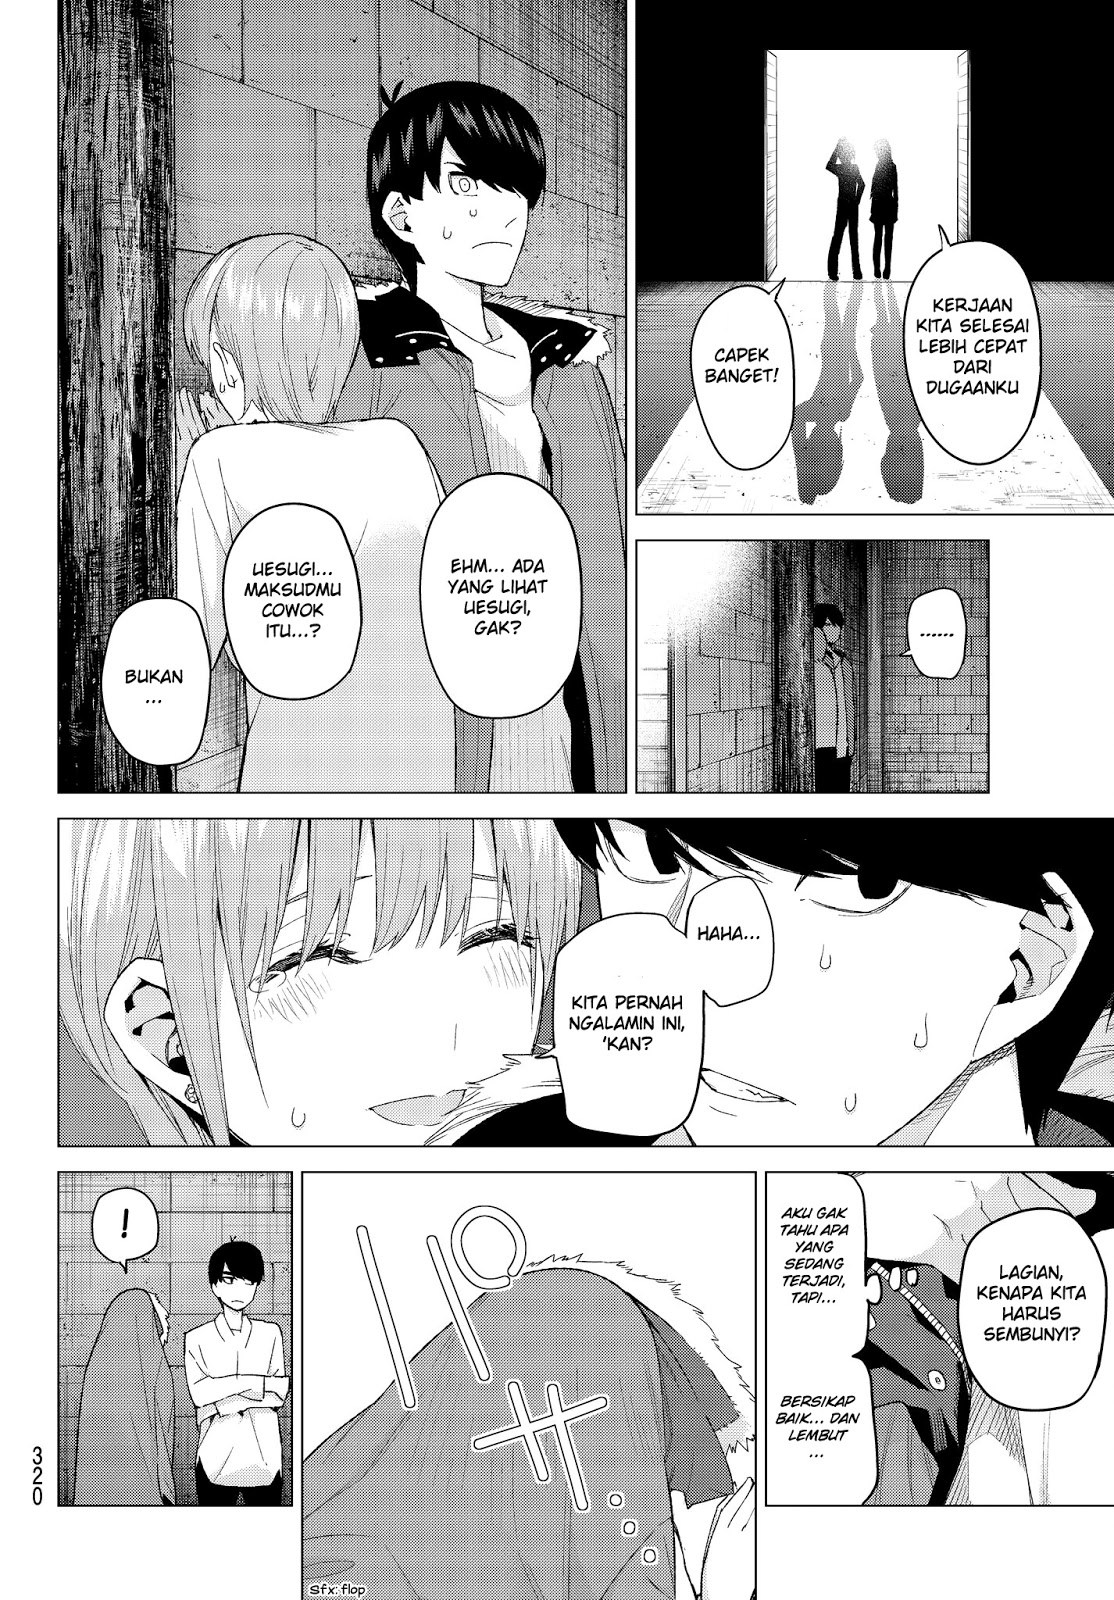 KERJAAN
KITA SELESAI
LEBIH CEPAT
DARI
DUGAANKU
CAPEK
BANGET!
EHM... ADA
YANG LIHAT
UESUGI,
GAK?
UESUGI...
MAKSUDMU
COWOK
ITU...?
BUKAN
...
......
HAHA...
KITA PERNAH
NGALAMIN INI,
'KAN?
LAGIAN,
KENAPA KITA
HARUS
SEMBUNYI?
AKU GAK
TAHU APA
YANG
SEDANG
TERJADI,
TAPI...
BERSIKAP
BAIK... DAN
LEMBUT
...
パサ...
Sfx: flop
!
320